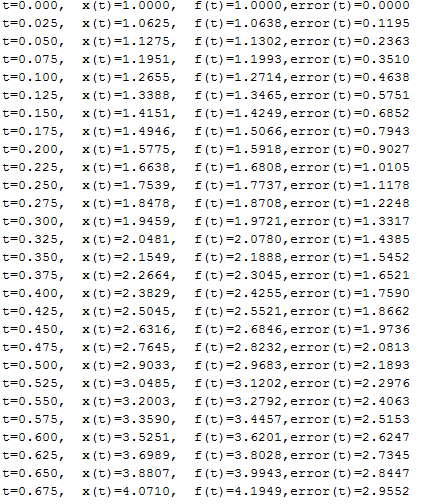 t=0.000,  x(t)=1.0000,  f(t)=1.0000,error(t)=0.0000
t=0.025,  x(t)=1.0625,  f(t)=1.0638,error(t)=0.1195
t=0.050,  x(t)=1.1275,  f(t)=1.1302,error(t)=0.2363
t=0.075,  x(t)=1.1951,  f(t)=1.1993,error(t)=0.3510
t=0.100,  x(t)=1.2655,  f(t)=1.2714,error(t)=0.4638
t=0.125,  x(t)=1.3388,  f(t)=1.3465,error(t)=0.5751
t=0.150,  x(t)=1.4151,  f(t)=1.4249,error(t)=0.6852
t=0.175,  x(t)=1.4946,  f(t)=1.5066,error(t)=0.7943
t=0.200,  x(t)=1.5775,  f(t)=1.5918,error(t)=0.9027
t=0.225,  x(t)=1.6638,  f(t)=1.6808,error(t)=1.0105
t=0.250,  x(t)=1.7539,  f(t)=1.7737,error(t)=1.1178
t=0.275,  x(t)=1.8478,  f(t)=1.8708,error(t)=1.2248
t=0.300,  x(t)=1.9459,  f(t)=1.9721,error(t)=1.3317
t=0.325,  x(t)=2.0481,  f(t)=2.0780,error(t)=1.4385
t=0.350,  x(t)=2.1549,  f(t)=2.1888,error(t)=1.5452
t=0.375,  x(t)=2.2664,  f(t)=2.3045,error(t)=1.6521
t=0.400,  x(t)=2.3829,  f(t)=2.4255,error(t)=1.7590
t=0.425,  x(t)=2.5045,  f(t)=2.5521,error(t)=1.8662
t=0.450,  x(t)=2.6316,  f(t)=2.6846,error(t)=1.9736
t=0.475,  x(t)=2.7645,  f(t)=2.8232,error(t)=2.0813
t=0.500,  x(t)=2.9033,  f(t)=2.9683,error(t)=2.1893
t=0.525,  x(t)=3.0485,  f(t)=3.1202,error(t)=2.2976
t=0.550,  x(t)=3.2003,  f(t)=3.2792,error(t)=2.4063
t=0.575,  x(t)=3.3590,  f(t)=3.4457,error(t)=2.5153
t=0.600,  x(t)=3.5251,  f(t)=3.6201,error(t)=2.6247
t=0.625,  x(t)=3.6989,  f(t)=3.8028,error(t)=2.7345
t=0.650,  x(t)=3.8807,  f(t)=3.9943,error(t)=2.8447
t=0.675,  x(t)=4.0710,  f(t)=4.1949,error(t)=2.9552